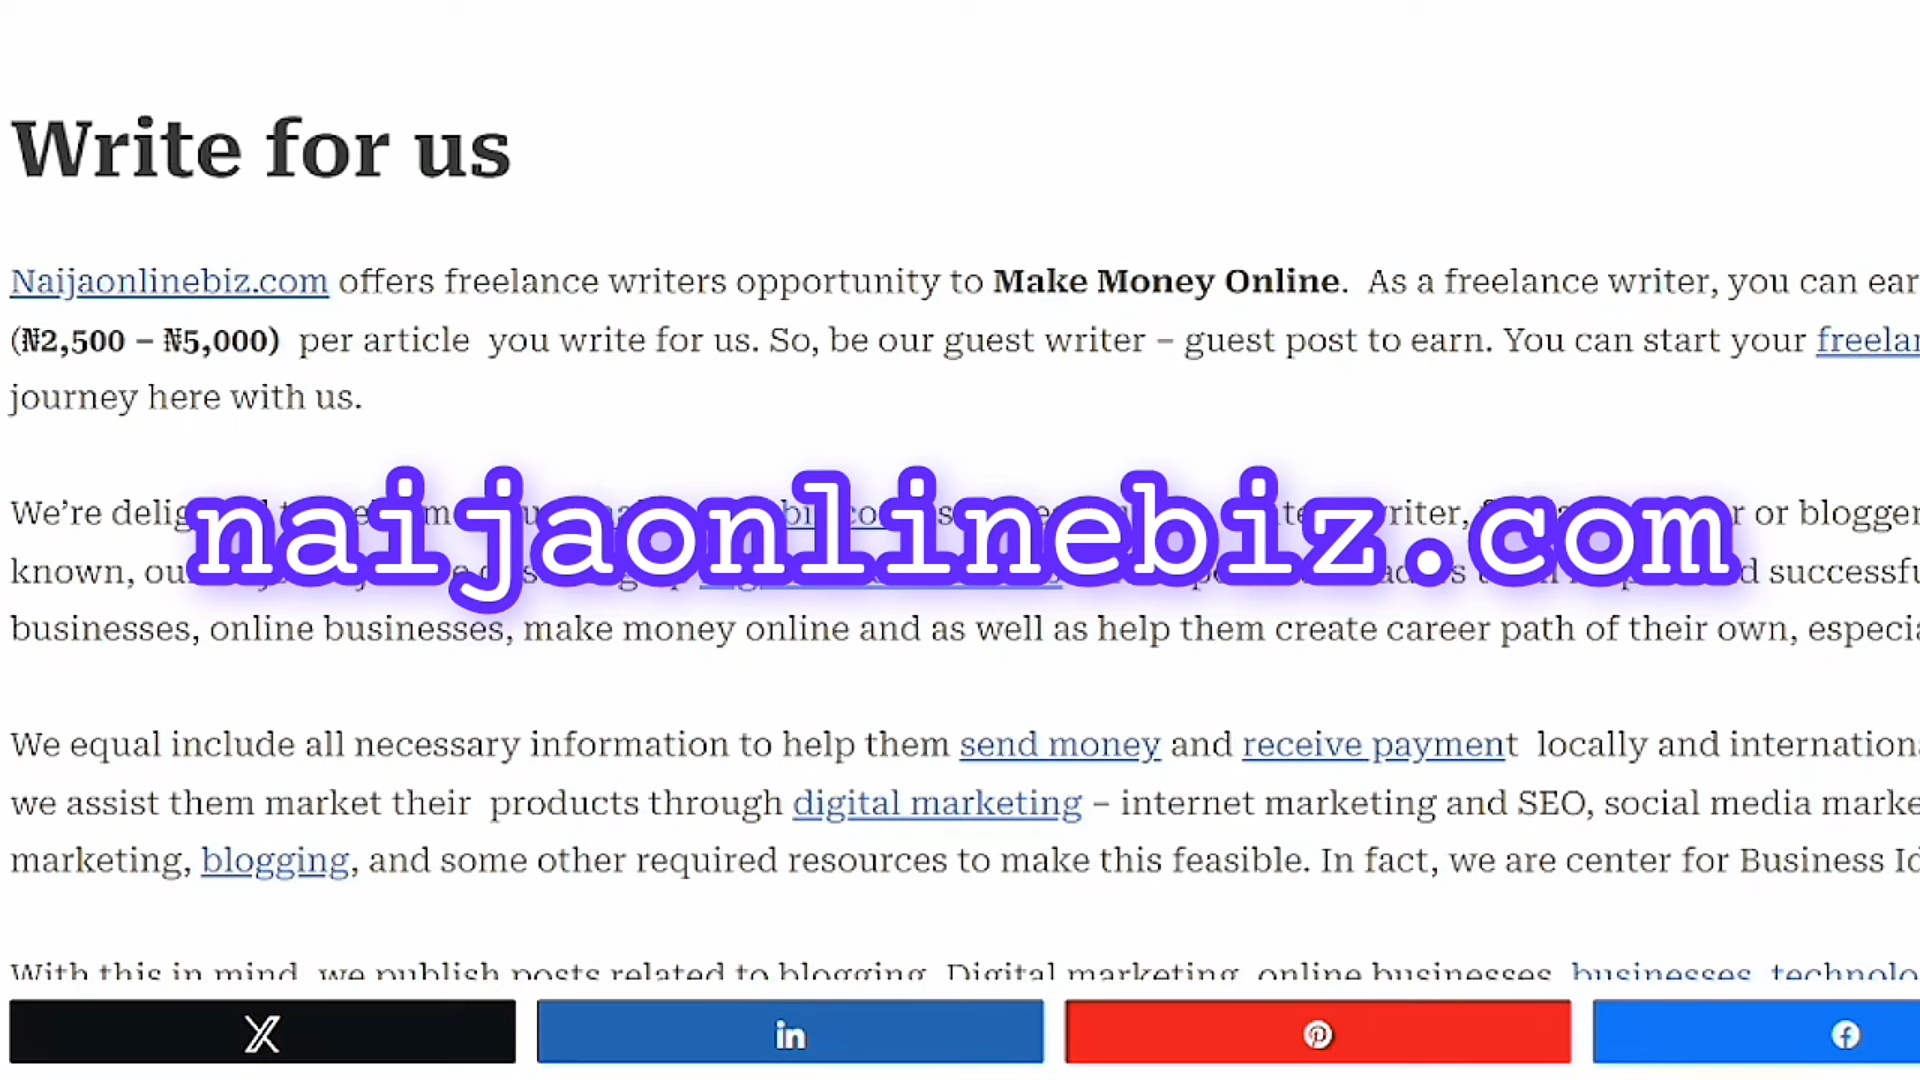 Write for us
Naijaonlinebiz.com offers freelance writers opportunity to Make Money Online. As a freelance writer, you can ear
(₦2,500 – ₦5,000) per article you write for us. So, be our guest writer – guest post to earn. You can start your freelan
journey here with us.
naijaonlinebiz.com
We're or blogger
known, successfu
businesses, online businesses, make money online and as well as help them create career path of their own, especia
We equal include all necessary information to help them send money and receive payment locally and internationa
we assist them market their products through digital marketing – internet marketing and SEO, social media marke
marketing, blogging, and some other required resources to make this feasible. In fact, we are center for Business Id
With this in mind, we publish posts related to blogging, Digital marketing, online businesses, businesses, technolo